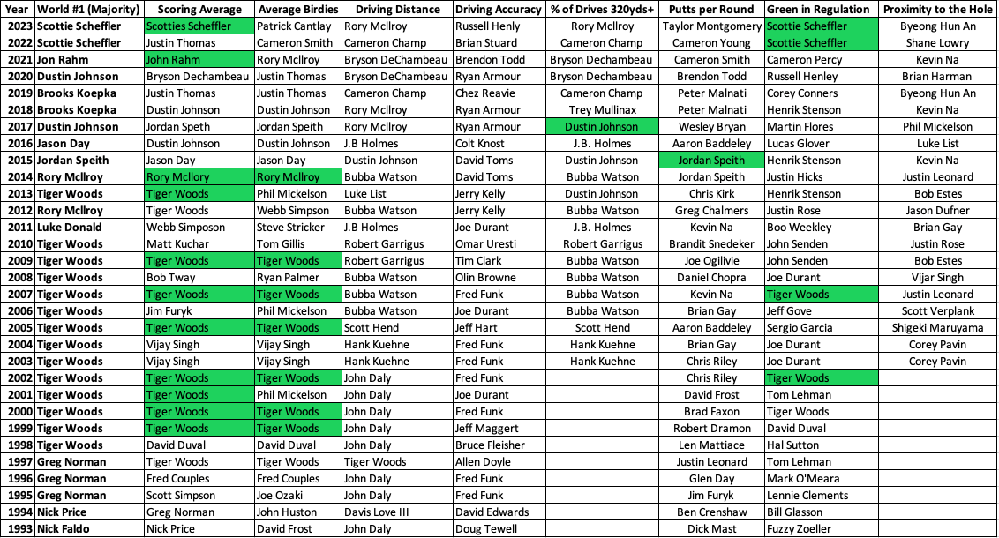 Year World #1 (Majority) Scoring Average Average Birdies Driving Distance Driving Accuracy % of Drives 320yds+ Putts per Round Green in Regulation Proximity to the Hole
2023 Scottie Scheffler Scotties Scheffler Patrick Cantlay Rory Mcllroy Russell Henly Rory Mcllroy Taylor Montgomery Scottie Scheffler Byeong Hun An
2022 Scottie Scheffler Justin Thomas Cameron Smith Cameron Champ Brian Stuard Cameron Champ Cameron Young Scottie Scheffler Shane Lowry
2021 Jon Rahm John Rahm Rory Mcllroy Bryson DeChambeau Brendon Todd Bryson Dechambeau Cameron Smith Cameron Percy Kevin Na
2020 Dustin Johnson Bryson Dechambeau Justin Thomas Bryson DeChambeau Ryan Armour Bryson Dechambeau Brendon Todd Russell Henley Brian Harman
2019 Brooks Koepka Justin Thomas Justin Thomas Cameron Champ Chez Reavie Cameron Champ Peter Malnati Corey Conners Byeong Hun An
2018 Brooks Koepka Dustin Johnson Dustin Johnson Rory Mcllroy Ryan Armour Trey Mullinax Peter Malnati Henrik Stenson Kevin Na
2017 Dustin Johnson Jordan Speth Jordan Speith Rory Mcllroy Ryan Armour Dustin Johnson Wesley Bryan Martin Flores Phil Mickelson
2016 Jason Day Dustin Johnson Dustin Johnson J.B Holmes Colt Knost J.B. Holmes Aaron Baddeley Lucas Glover Luke List
2015 Jordan Speith Jason Day Jason Day Dustin Johnson David Toms Dustin Johnson Jordan Speith Henrik Stenson Kevin Na
2014 Rory Mcllroy Rory Mcllory Rory Mcllroy Bubba Watson David Toms Bubba Watson Jordan Speith Justin Hicks Justin Leonard
2013 Tiger Woods Tiger Woods Phil Mickelson Luke List Jerry Kelly Dustin Johnson Chris Kirk Henrik Stenson Bob Estes
2012 Rory Mcllroy Tiger Woods Webb Simpson Bubba Watson Jerry Kelly Bubba Watson Greg Chalmers Justin Rose Jason Dufner
2011 Luke Donald Webb Simposon Steve Stricker J.B Holmes Joe Durant J.B. Holmes Kevin Na Boo Weekley Brian Gay
2010 Tiger Woods Matt Kuchar Tom Gillis Robert Garrigus Omar Uresti Robert Garrigus Brandit Snedeker John Senden Justin Rose
2009 Tiger Woods Tiger Woods Tiger Woods Robert Garrigus Tim Clark Bubba Watson Joe Ogilivie John Senden Bob Estes
2008 Tiger Woods Bob Tway Ryan Palmer Bubba Watson Olin Browne Bubba Watson Daniel Chopra Joe Durant Vijar Singh
2007 Tiger Woods Tiger Woods Tiger Woods Bubba Watson Fred Funk Bubba Watson Kevin Na Tiger Woods Justin Leonard
2006 Tiger Woods Jim Furyk Phil Mickelson Bubba Watson Joe Durant Bubba Watson Brian Gay Jeff Gove Scott Verplank
2005 Tiger Woods Tiger Woods Tiger Woods Scott Hend Jeff Hart Scott Hend Aaron Baddeley Sergio Garcia Shigeki Maruyama
2004 Tiger Woods Vijay Singh Vijay Singh Hank Kuehne Fred Funk Hank Kuehne Brian Gay Joe Durant Corey Pavin
2003 Tiger Woods Vijay Singh Vijay Singh Hank Kuehne Fred Funk Hank Kuehne Chris Riley Joe Durant Corey Pavin
2002 Tiger Woods Tiger Woods Tiger Woods John Daly Fred Funk Chris Riley Tiger Woods
2001 Tiger Woods Tiger Woods Phil Mickelson John Daly Joe Durant David Frost Tom Lehman
2000 Tiger Woods Tiger Woods Tiger Woods John Daly Fred Funk Brad Faxon Tiger Woods
1999 Tiger Woods Tiger Woods Tiger Woods John Daly Jeff Maggert Robert Dramon David Duval
1998 Tiger Woods David Duval David Duval John Daly Bruce Fleisher Len Mattiace Hal Sutton
1997 Greg Norman Tiger Woods Tiger Woods Tiger Woods Allen Doyle Justin Leonard Tom Lehman
1996 Greg Norman Fred Couples Fred Couples John Daly Fred Funk Glen Day Mark O'Meara
1995 Greg Norman Scott Simpson Joe Ozaki John Daly Fred Funk Jim Furyk Lennie Clements
1994 Nick Price Greg Norman John Huston Davis Love III David Edwards Ben Crenshaw Bill Glasson
1993 Nick Faldo Nick Price David Frost John Daly Doug Tewell Dick Mast Fuzzy Zoeller